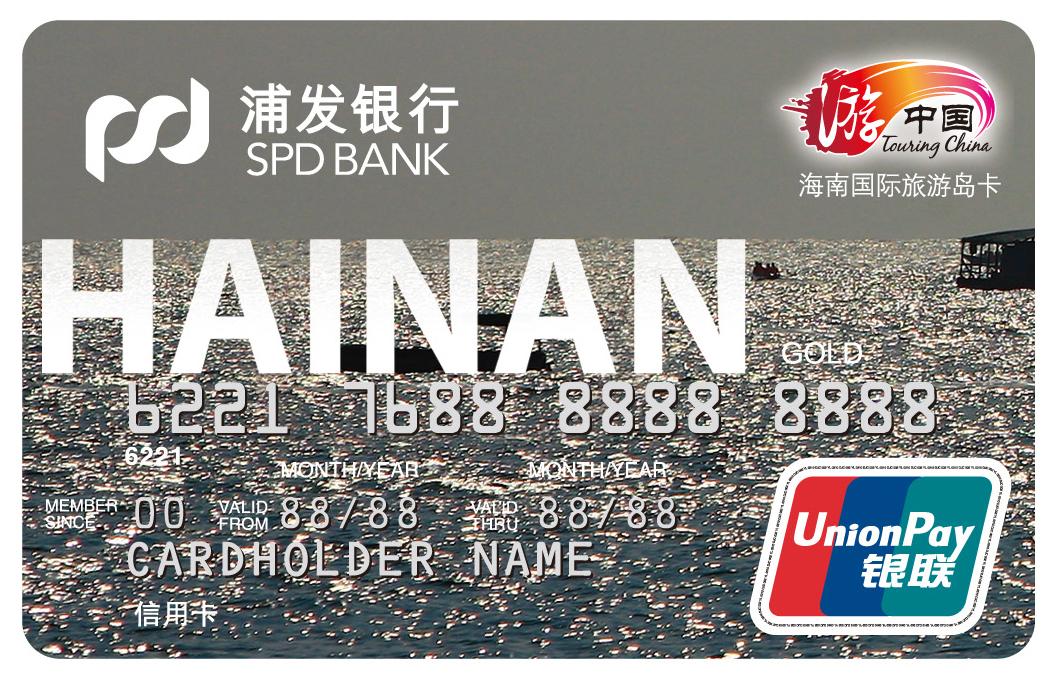 浦发银行
SPD BANK
游中国
Touring China
海南国际旅游岛卡
HAINAN
GOLD
6221 7688 8888 8888
6221
MONTH/YEAR MONTH/YEAR
MEMBER SINCE 00 VALID FROM 88/88 VALID THRU 88/88
CARDHOLDER NAME
信用卡
UnionPay
银联